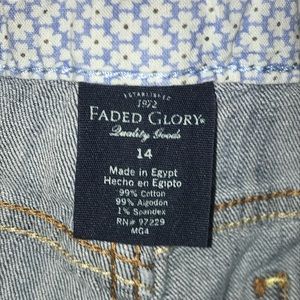 ESTABLISHED
1972
FADED GLORY®
Quality Goods
14
Made in Egypt
Hecho en Egipto
99% Cotton
99% Algodon
1% Spandex
RN# 97229
MG4